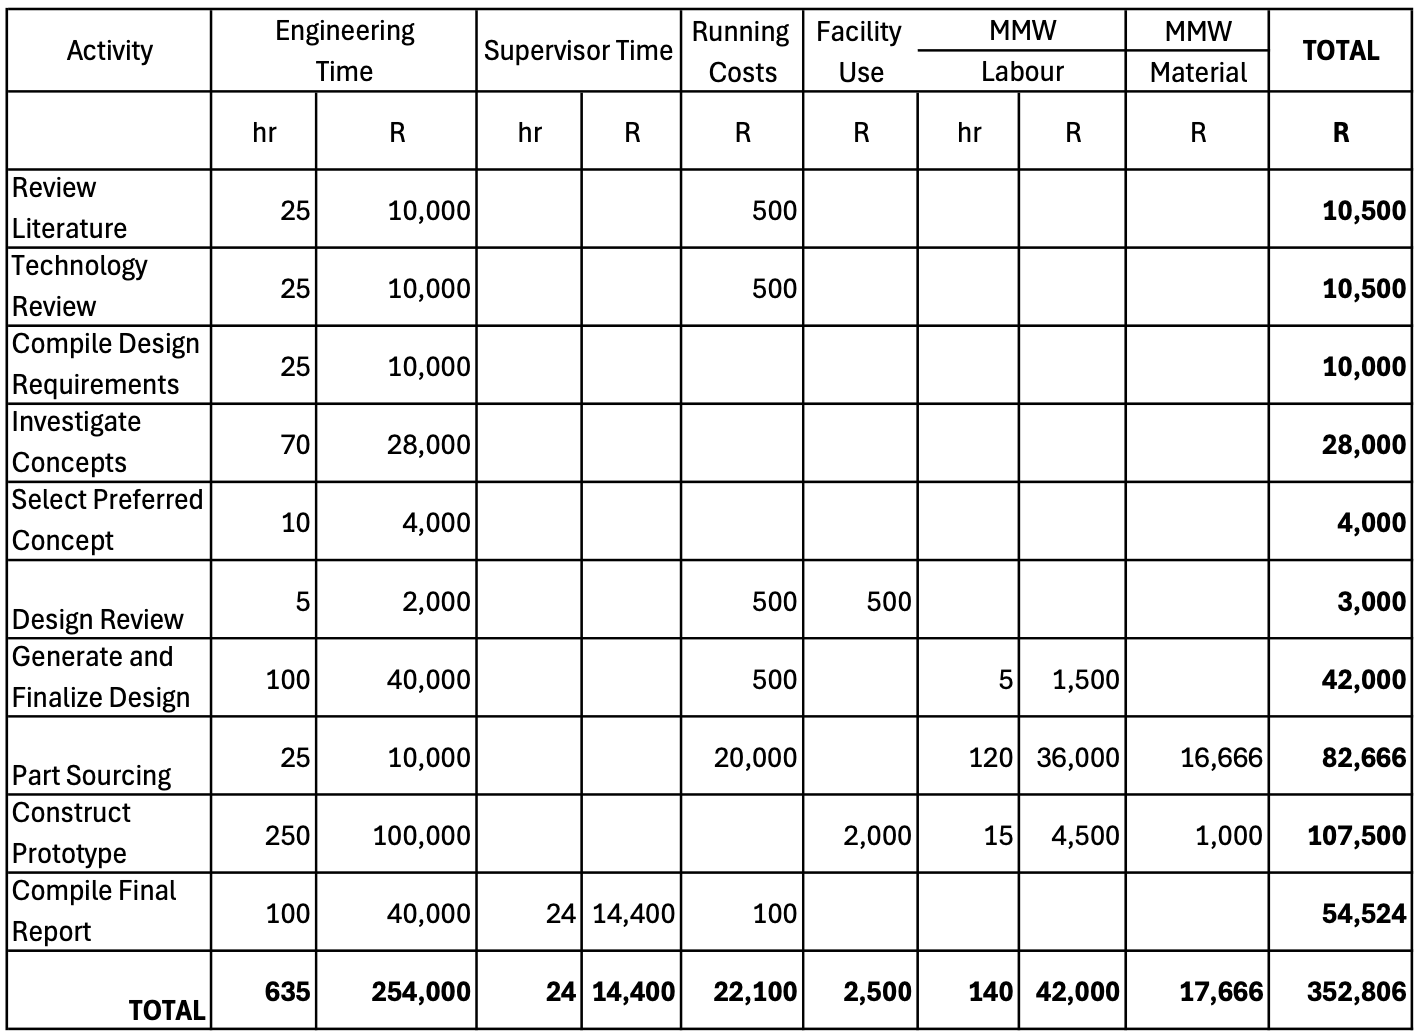 Activity Engineering Time Supervisor Time Running Costs Facility Use MMW Labour MMW Material TOTAL
hr R hr R R R hr R R R
Review Literature 25 10,000 500 10,500
Technology Review 25 10,000 500 10,500
Compile Design Requirements 25 10,000 10,000
Investigate Concepts 70 28,000 28,000
Select Preferred Concept 10 4,000 4,000
Design Review 5 2,000 500 500 3,000
Generate and Finalize Design 100 40,000 500 5 1,500 42,000
Part Sourcing 25 10,000 20,000 120 36,000 16,666 82,666
Construct Prototype 250 100,000 2,000 15 4,500 1,000 107,500
Compile Final Report 100 40,000 24 14,400 100 54,524
TOTAL 635 254,000 24 14,400 22,100 2,500 140 42,000 17,666 352,806